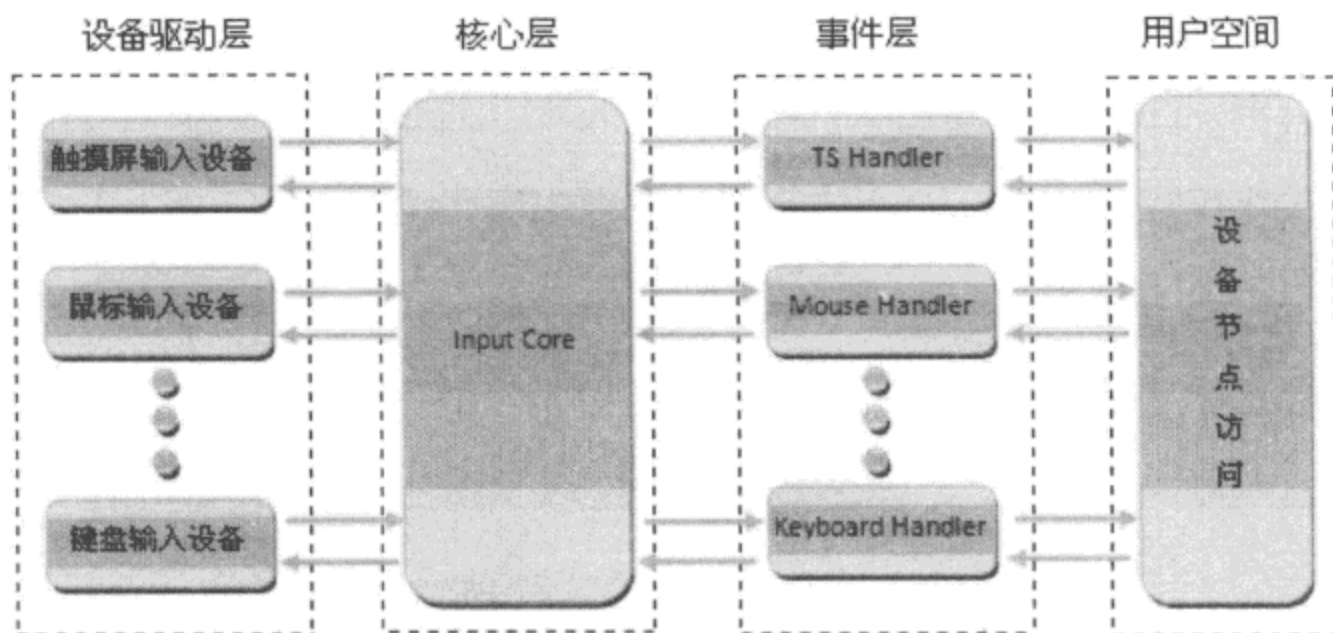 设备驱动层
核心层
事件层
用户空间
触摸屏输入设备
TS Handler
鼠标输入设备
Input Core
Mouse Handler
设备节点访问
键盘输入设备
Keyboard Handler